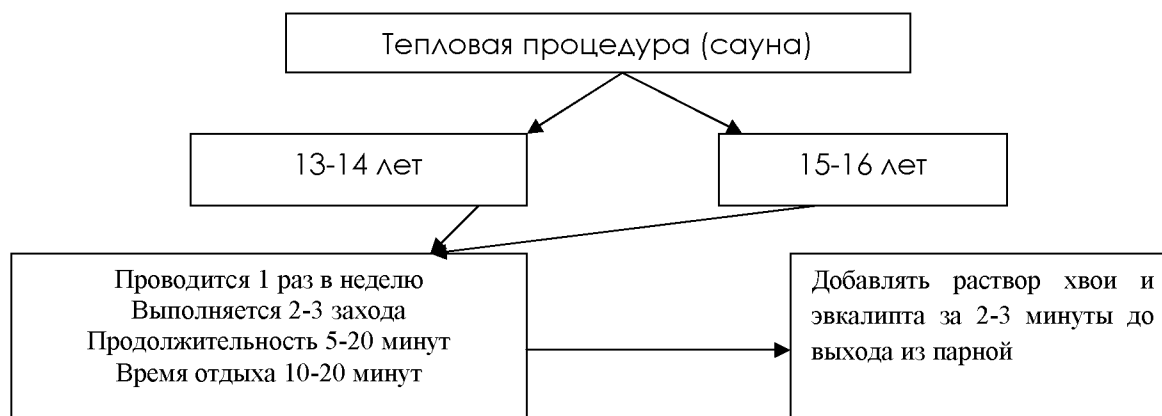 Тепловая процедура (сауна)
13-14 лет
15-16 лет
Проводится 1 раз в неделю
Выполняется 2-3 захода
Продолжительность 5-20 минут
Время отдыха 10-20 минут
Добавлять раствор хвои и
эвкалипта за 2-3 минуты до
выхода из парной